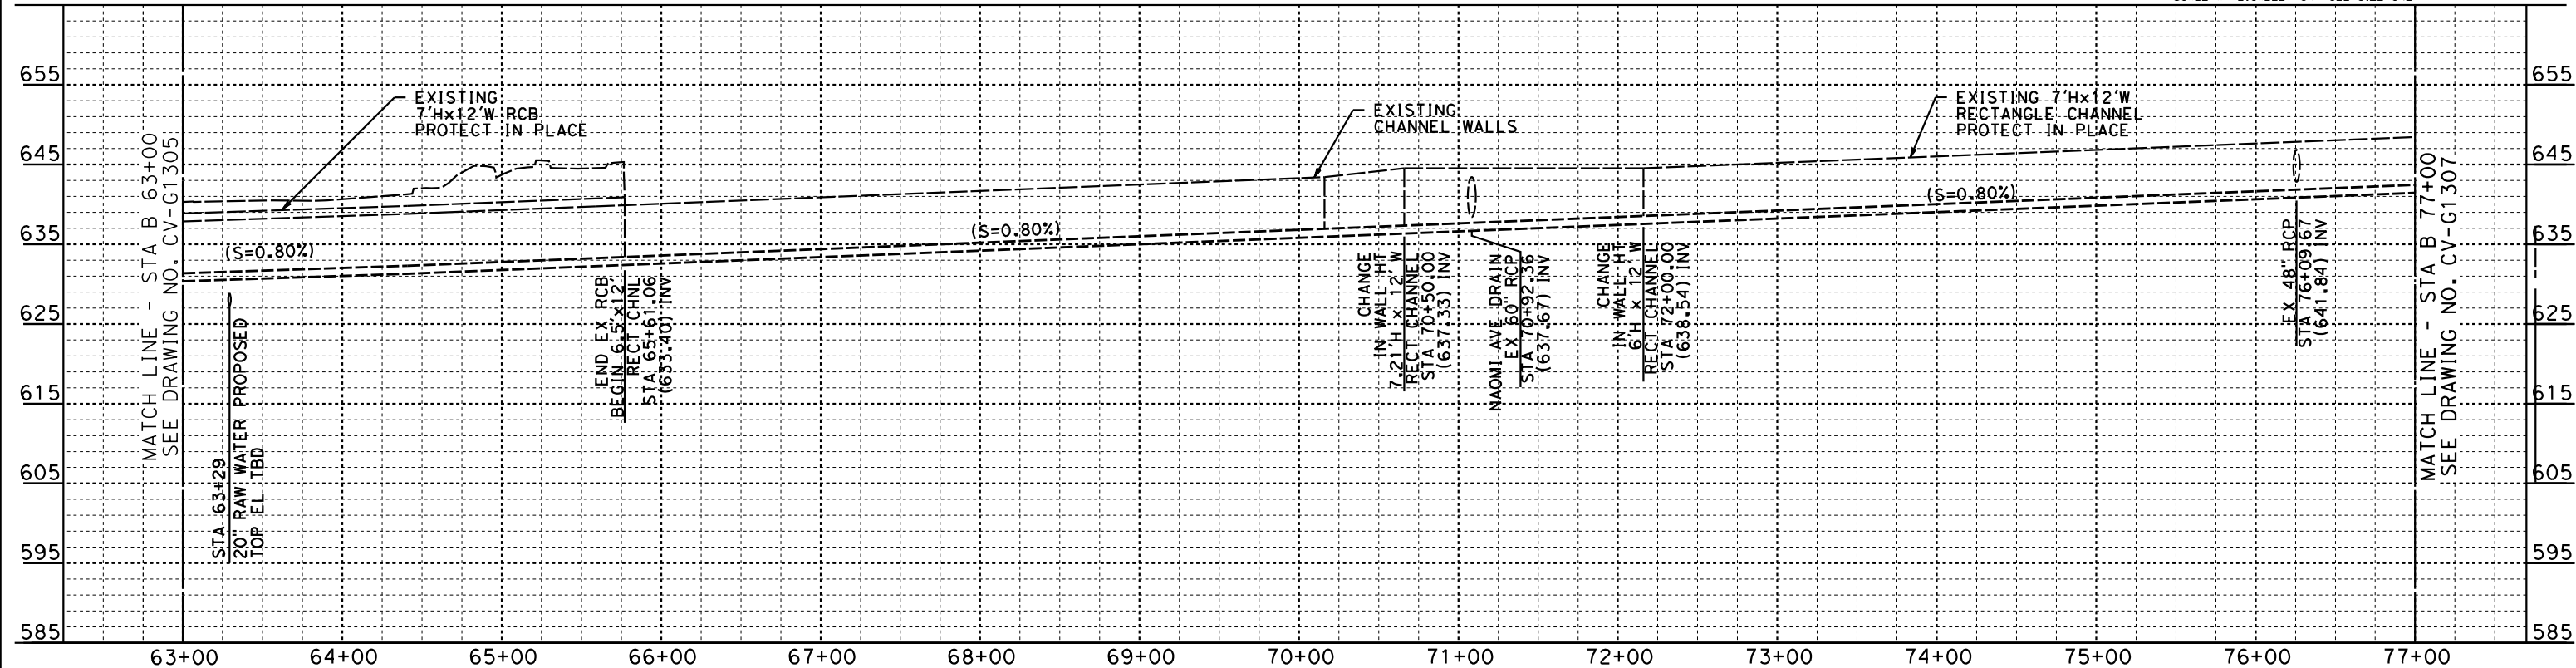 655
645
635
625
615
605
595
585
MATCH LINE - STA B 63+00
SEE DRAWING NO. CV-G1305
EXISTING
7'Hx12'W RCB
PROTECT IN PLACE
(S=0.80%)
STA 63+29
20" RAW WATER PROPOSED
TOP EL TBD
END EX RCB
BEGIN 6.5'x12'
RECT CHNL
STA 65+61.06
(633.40) INV
(S=0.80%)
EXISTING
CHANNEL WALLS
CHANGE
IN WALL HT
7.21'H x 12' W
RECT CHANNEL
STA 70+50.00
(637.33) INV
NAOMI AVE DRAIN
EX 60" RCP
STA 70+92.36
(637.67) INV
CHANGE
IN WALL HT
6'H x 12'W
RECT CHANNEL
STA 72+00.00
(638.54) INV
EXISTING 7'Hx12'W
RECTANGLE CHANNEL
PROTECT IN PLACE
(S=0.80%)
EX 48" RCP
STA 76+09.67
(641.84) INV
MATCH LINE - STA B 77+00
SEE DRAWING NO. CV-G1307
655
645
635
625
615
605
595
585
63+00 64+00 65+00 66+00 67+00 68+00 69+00 70+00 71+00 72+00 73+00 74+00 75+00 76+00 77+00